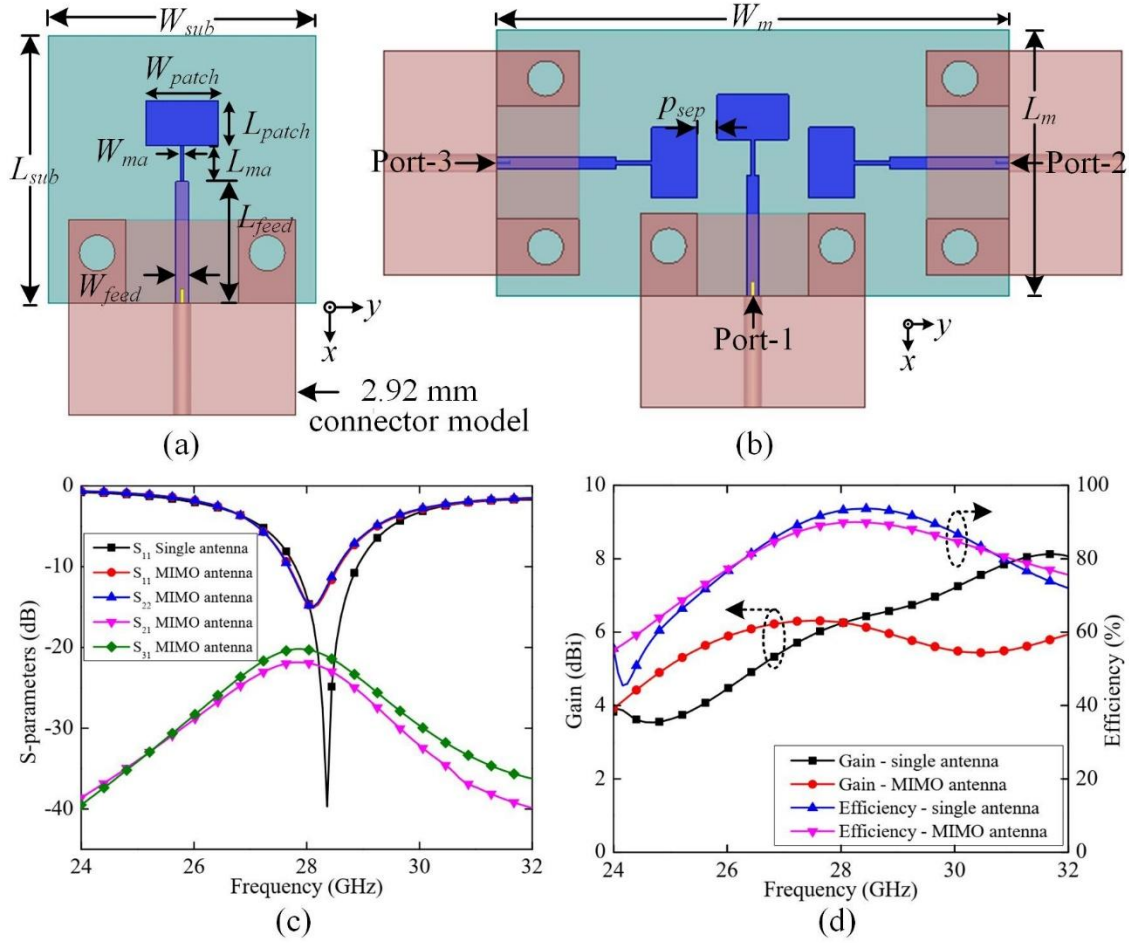 W_sub
W_patch
L_patch
W_ma
L_ma
L_sub
L_feed
W_feed
y
x
2.92 mm
connector model
(a)
W_m
p_sep
L_m
Port-3
Port-2
Port-1
y
x
(b)
0
-10
-20
-30
-40
S-parameters (dB)
S11 Single antenna
S11 MIMO antenna
S22 MIMO antenna
S21 MIMO antenna
S31 MIMO antenna
24 26 28 30 32
Frequency (GHz)
(c)
10
8
6
4
2
0
Gain (dBi)
100
80
60
40
20
0
Efficiency (%)
Gain - single antenna
Gain - MIMO antenna
Efficiency - single antenna
Efficiency - MIMO antenna
24 26 28 30 32
Frequency (GHz)
(d)